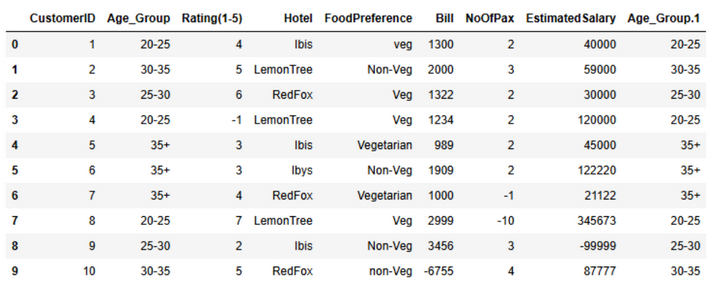 CustomerID Age_Group Rating(1-5) Hotel FoodPreference Bill NoOfPax EstimatedSalary Age_Group.1
0 1 20-25 4 Ibis veg 1300 2 40000 20-25
1 2 30-35 5 LemonTree Non-Veg 2000 3 59000 30-35
2 3 25-30 6 RedFox Veg 1322 2 30000 25-30
3 4 20-25 -1 LemonTree Veg 1234 2 120000 20-25
4 5 35+ 3 Ibis Vegetarian 989 2 45000 35+
5 6 35+ 3 Ibys Non-Veg 1909 2 122220 35+
6 7 35+ 4 RedFox Vegetarian 1000 -1 21122 35+
7 8 20-25 7 LemonTree Veg 2999 -10 345673 20-25
8 9 25-30 2 Ibis Non-Veg 3456 3 -99999 25-30
9 10 30-35 5 RedFox non-Veg -6755 4 87777 30-35